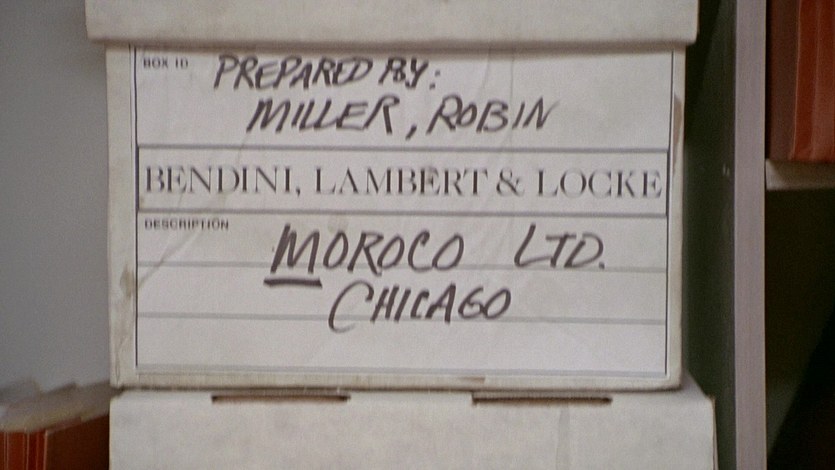 BOX ID
PREPARED BY:
MILLER, ROBIN
BENDINI, LAMBERT & LOCKE
DESCRIPTION
MOROCO LTD.
CHICAGO